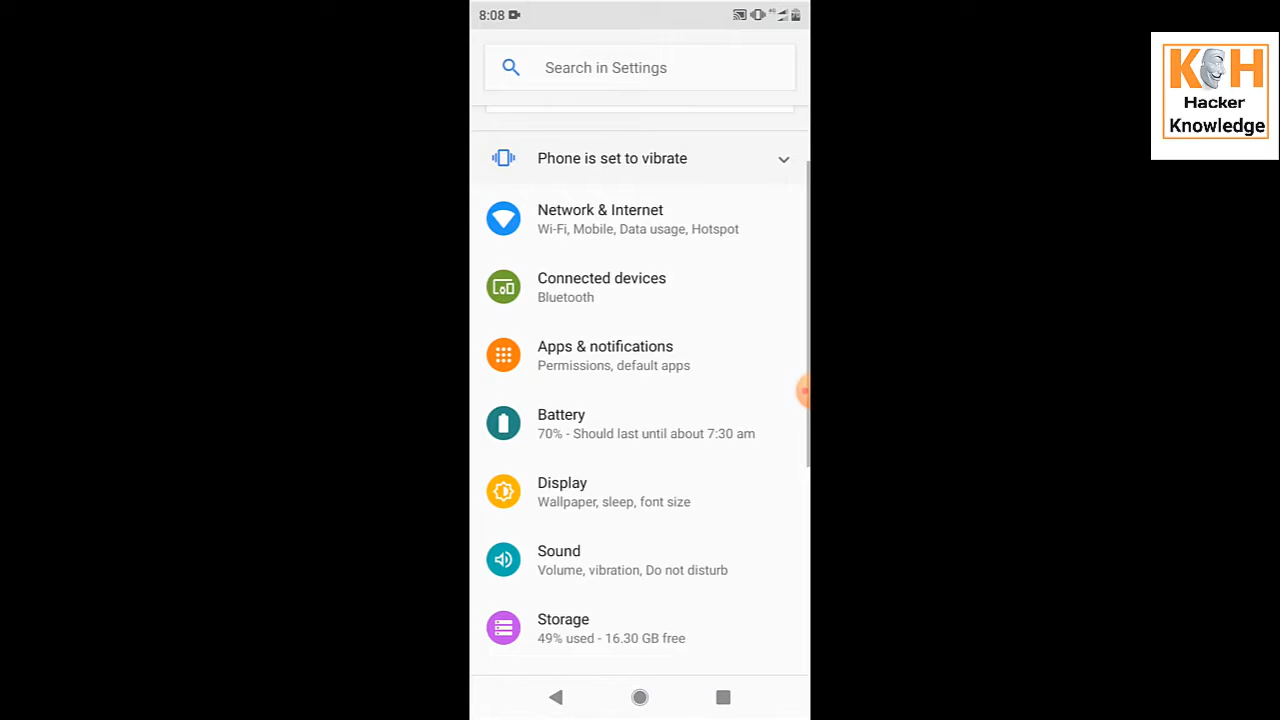 8:08
Search in Settings
K H
Hacker
Knowledge
Phone is set to vibrate
Network & Internet
Wi-Fi, Mobile, Data usage, Hotspot
Connected devices
Bluetooth
Apps & notifications
Permissions, default apps
Battery
70% - Should last until about 7:30 am
Display
Wallpaper, sleep, font size
Sound
Volume, vibration, Do not disturb
Storage
49% used - 16.30 GB free